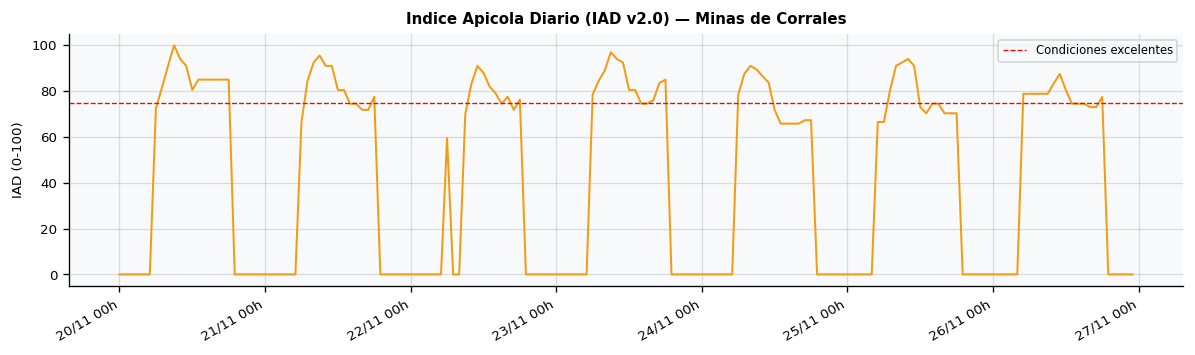 Indice Apicola Diario (IAD v2.0) — Minas de Corrales
Condiciones excelentes
IAD (0-100)
100
80
60
40
20
0
20/11 00h
21/11 00h
22/11 00h
23/11 00h
24/11 00h
25/11 00h
26/11 00h
27/11 00h